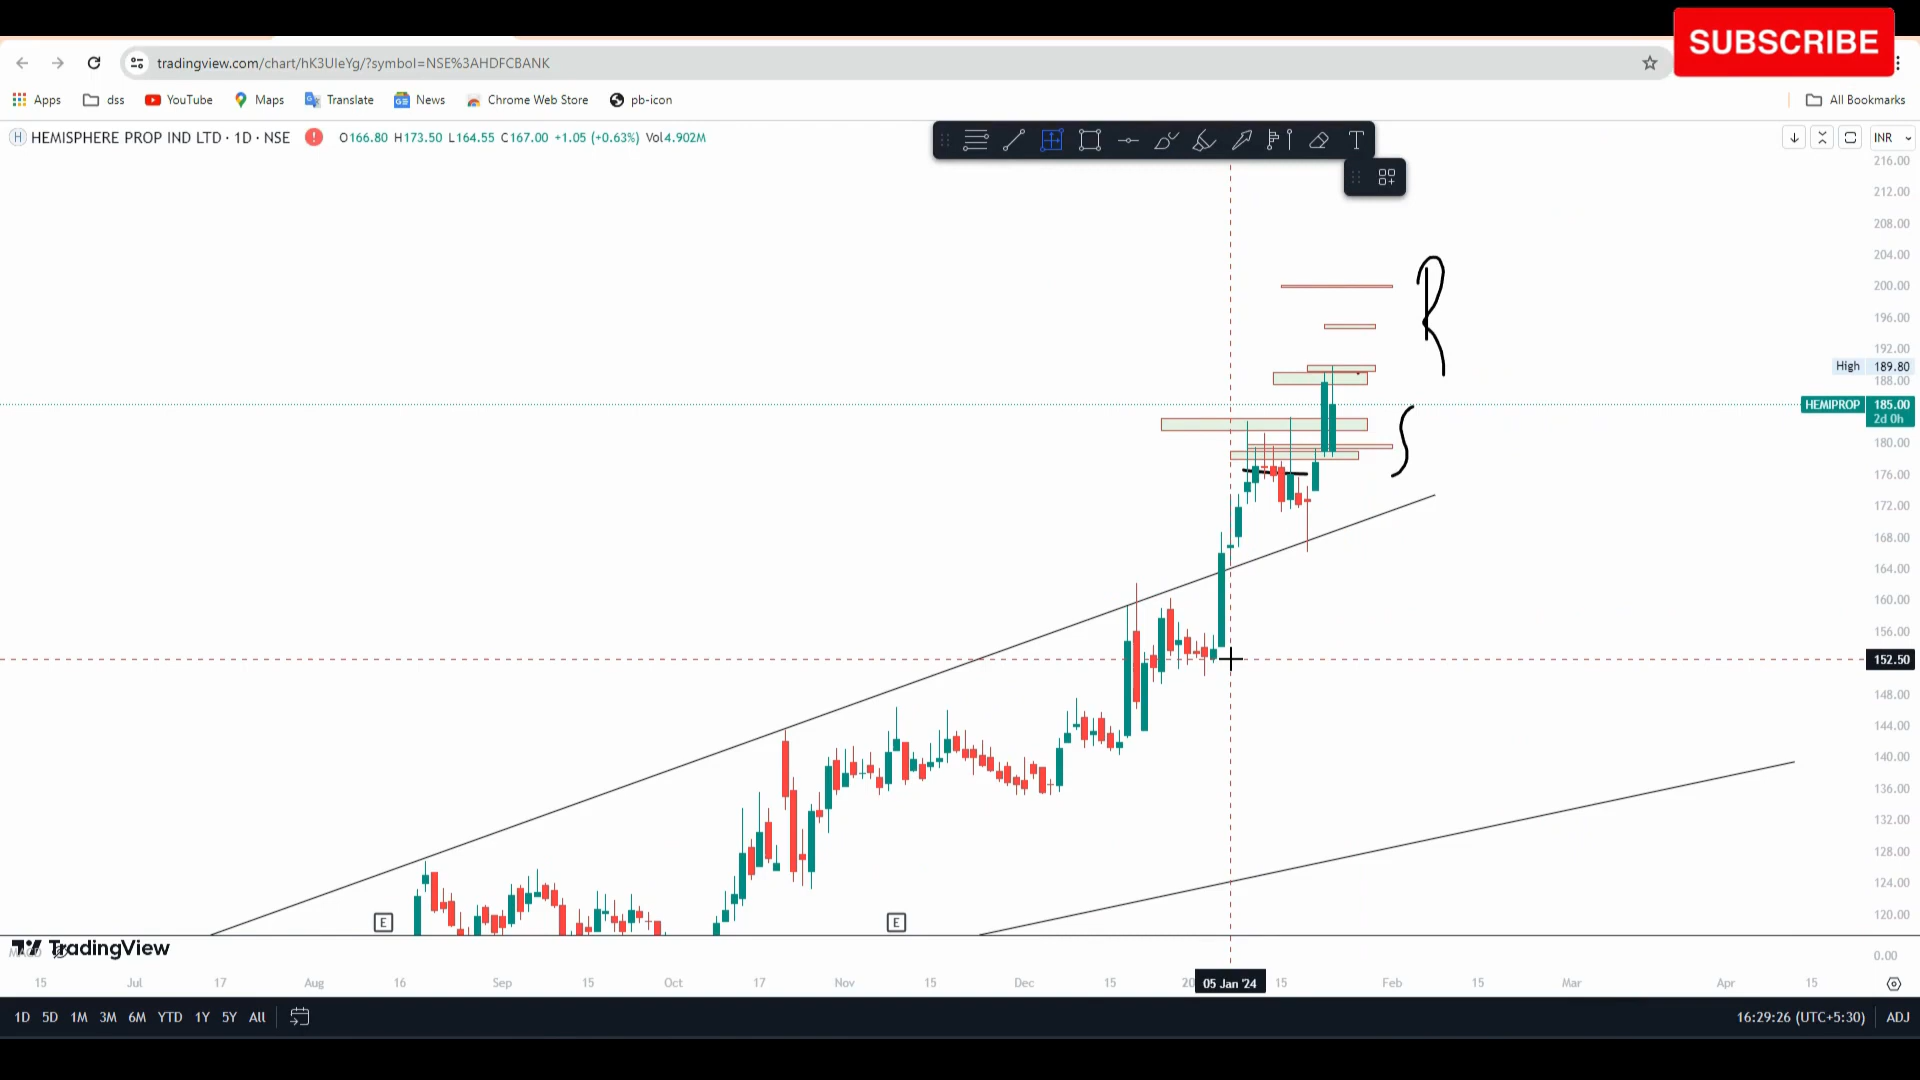 SUBSCRIBE
tradingview.com/chart/hK3UleYg/?symbol=NSE%3AHDFCBANK
Apps dss YouTube Maps Translate News Chrome Web Store pb-icon All Bookmarks
H HEMISPHERE PROP IND LTD · 1D · NSE O166.80 H173.50 L164.55 C167.00 +1.05 (+0.63%) Vol4.902M
INR
216.00
212.00
208.00
204.00
200.00
196.00
192.00
High 189.80
188.00
HEMIPROP 185.00
2d 0h
180.00
176.00
172.00
168.00
164.00
160.00
156.00
152.50
148.00
144.00
140.00
136.00
132.00
128.00
124.00
120.00
R
S
E E
TradingView
0.00
15 Jul 17 Aug 16 Sep 15 Oct 17 Nov 15 Dec 15 20 05 Jan '24 15 Feb 15 Mar Apr 15
1D 5D 1M 3M 6M YTD 1Y 5Y All 16:29:26 (UTC+5:30) ADJ